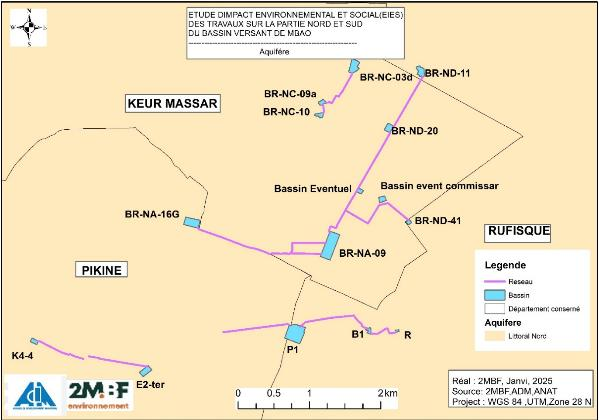 ETUDE DIMPACT ENVIRONNEMENTAL ET SOCIAL(EIES)
DES TRAVAUX SUR LA PARTIE NORD ET SUD
DU BASSIN VERSANT DE MBAO
------------------------------------------------------
Aquifére
BR-NC-03d
BR-ND-11
BR-NC-09a
KEUR MASSAR
BR-NC-10
BR-ND-20
Bassin Eventuel
Bassin event commissar
BR-NA-16G
BR-ND-41
RUFISQUE
BR-NA-09
PIKINE
Legende
Reseau
Bassin
Département conserné
Aquifere
Littoral Nord
P1
B1
R
K4-4
E2-ter
2MBF
environnement
0 1 2 4
km
Réal : 2MBF, Janvi, 2025
Source: 2MBF,ADM,ANAT
Projet : WGS 84 ,UTM,Zone 28 N